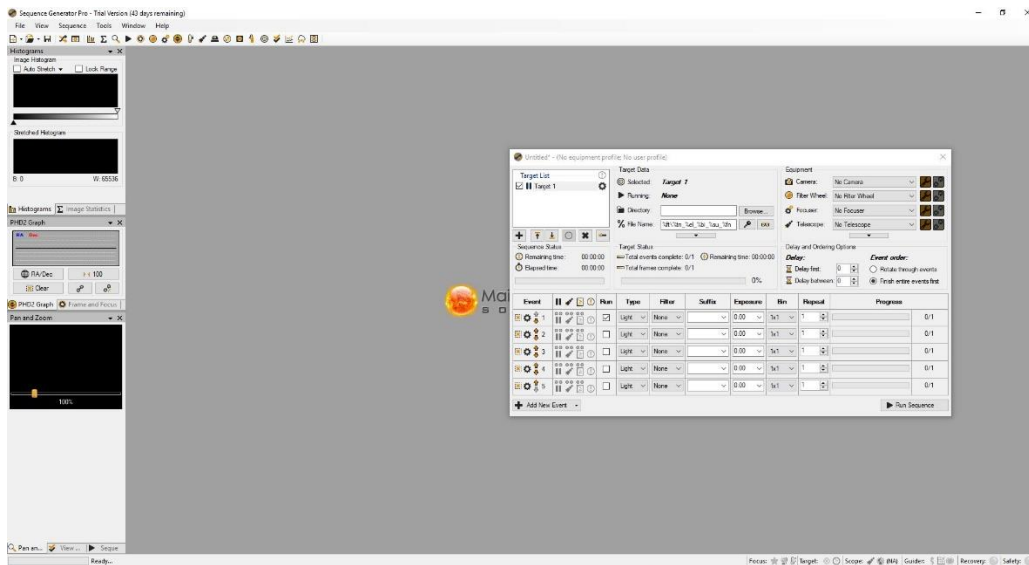 Sequence Generator Pro - Trial Version (43 days remaining)
File View Sequence Tools Window Help
Histograms
Image Histogram
Auto Stretch Lock Range
Stretched Histogram
B: 0 W: 65536
Histograms Image Statistics
PHD2 Graph
RA Dec
RA/Dec 100
Clear
PHD2 Graph Frame and Focus
Pan and Zoom
100%
Pan an... View ... Seque
Ready...
Mai
Untitled* - (No equipment profile; No user profile)
Target List
Target 1
Target Data
Selected: Target 1
Running: None
Directory: Browse...
File Name:
Equipment
Camera: No Camera
Filter Wheel: No Filter Wheel
Focuser: No Focuser
Telescope: No Telescope
Sequence Status
Remaining time: 00:00:00
Elapsed time: 00:00:00
Target Status
Total events complete: 0/1 Remaining time: 00:00:00
Total frames complete: 0/1
0%
Delay and Ordering Options
Delay: Event order:
Delay first: 0 Rotate through events
Delay between: 0 Finish entire events first
Event Run Type Filter Suffix Exposure Bin Repeat Progress
1 Light None 0.00 1x1 1 0/1
2 Light None 0.00 1x1 1 0/1
3 Light None 0.00 1x1 1 0/1
4 Light None 0.00 1x1 1 0/1
5 Light None 0.00 1x1 1 0/1
Add New Event Run Sequence
Focus: Target: Scope: (NA) Guider: Recovery: Safety: